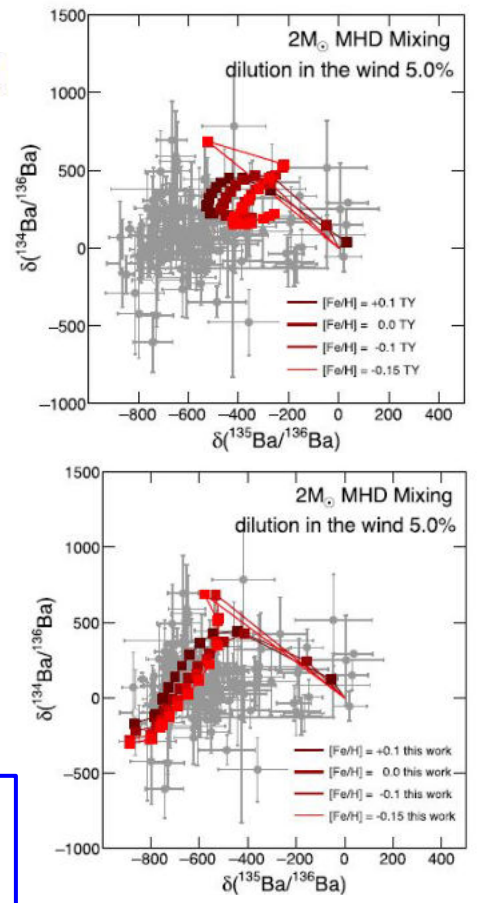 1500
2M☉ MHD Mixing
dilution in the wind 5.0%
1000
500
0
−500
−1000
δ(¹³⁴Ba/¹³⁶Ba)
[Fe/H] = +0.1 TY
[Fe/H] = 0.0 TY
[Fe/H] = -0.1 TY
[Fe/H] = -0.15 TY
−800 −600 −400 −200 0 200 400
δ(¹³⁵Ba/¹³⁶Ba)
1500
2M☉ MHD Mixing
dilution in the wind 5.0%
1000
500
0
−500
−1000
δ(¹³⁴Ba/¹³⁶Ba)
[Fe/H] = +0.1 this work
[Fe/H] = 0.0 this work
[Fe/H] = -0.1 this work
[Fe/H] = -0.15 this work
−800 −600 −400 −200 0 200 400
δ(¹³⁵Ba/¹³⁶Ba)